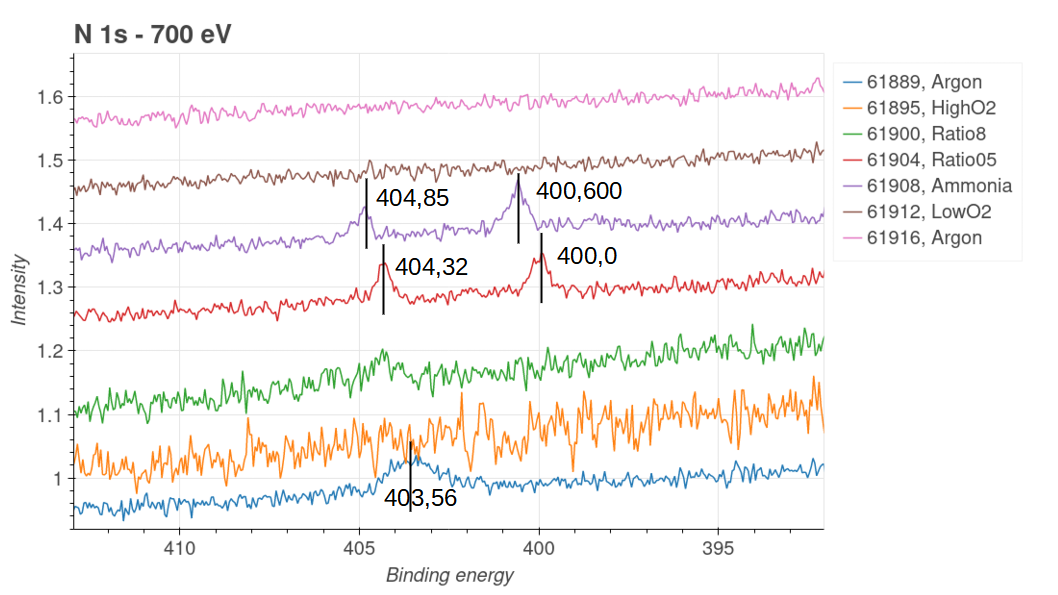 N 1s - 700 eV
61889, Argon
61895, HighO2
61900, Ratio8
61904, Ratio05
61908, Ammonia
61912, LowO2
61916, Argon
1.6
1.5
1.4
1.3
1.2
1.1
1
Intensity
404,85
400,600
404,32
400,0
403,56
410
405
400
395
Binding energy